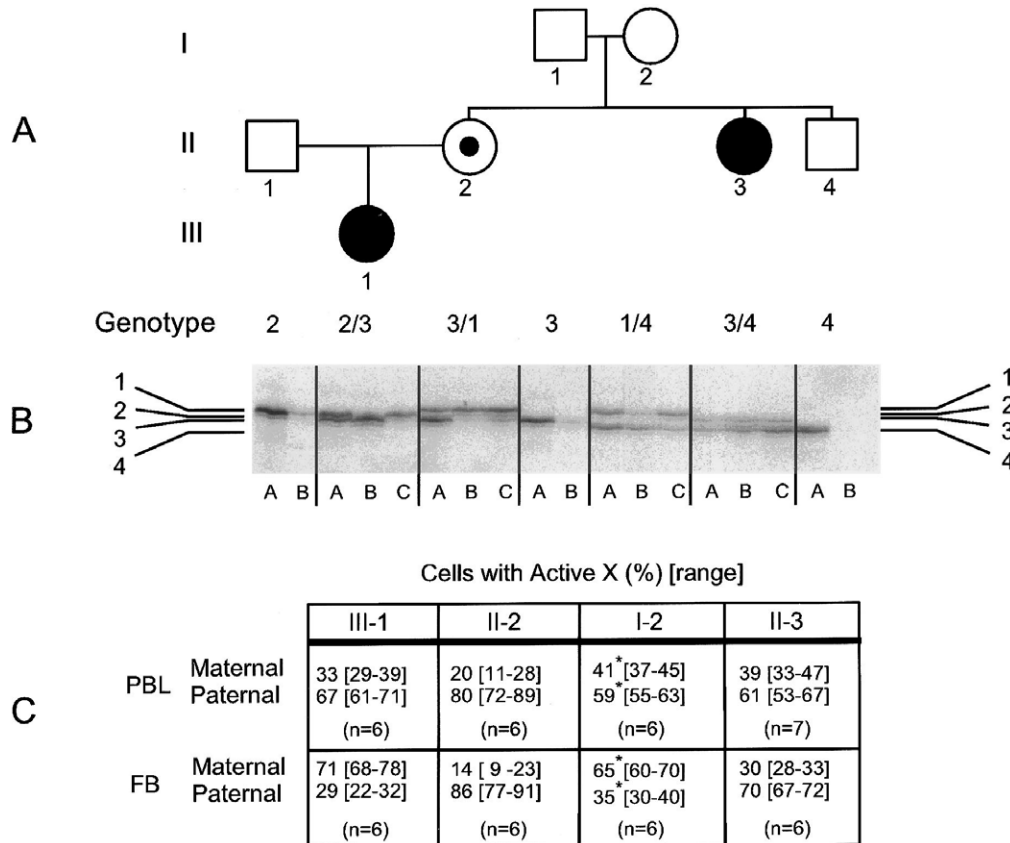 A
I
1
2
II
1
2
3
4
III
1
Genotype 2 2/3 3/1 3 1/4 3/4 4
B
1
2
3
4
1
2
3
4
A B A B C A B C A B A B C A B C A B
C
Cells with Active X (%) [range]
III-1 II-2 I-2 II-3
PBL
Maternal 33 [29-39] 20 [11-28] 41* [37-45] 39 [33-47]
Paternal 67 [61-71] 80 [72-89] 59* [55-63] 61 [53-67]
(n=6) (n=6) (n=6) (n=7)
FB
Maternal 71 [68-78] 14 [ 9 -23] 65* [60-70] 30 [28-33]
Paternal 29 [22-32] 86 [77-91] 35* [30-40] 70 [67-72]
(n=6) (n=6) (n=6) (n=6)